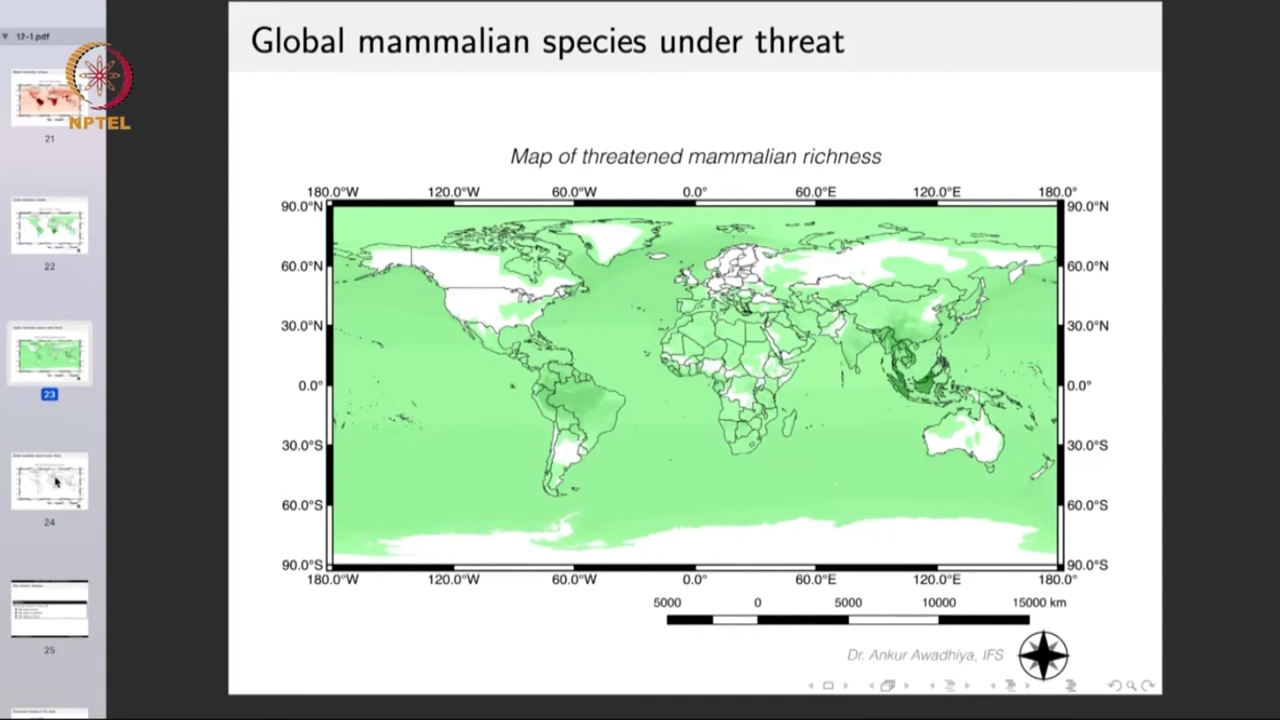 12-1.pdf
NPTEL
21
22
23
24
25
Global mammalian species under threat
Map of threatened mammalian richness
180.0°W 120.0°W 60.0°W 0.0° 60.0°E 120.0°E 180.0°
90.0°N 90.0°N
60.0°N 60.0°N
30.0°N 30.0°N
0.0° 0.0°
30.0°S 30.0°S
60.0°S 60.0°S
90.0°S 90.0°S
180.0°W 120.0°W 60.0°W 0.0° 60.0°E 120.0°E 180.0°
5000 0 5000 10000 15000 km
Dr. Ankur Awadhiya, IFS